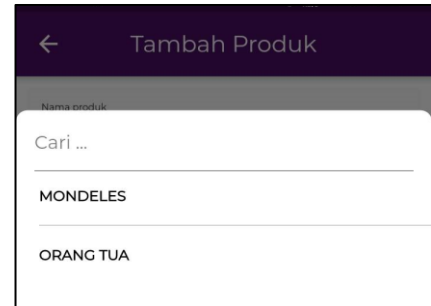 Tambah Produk
Nama produk
Cari ...
MONDELES
ORANG TUA